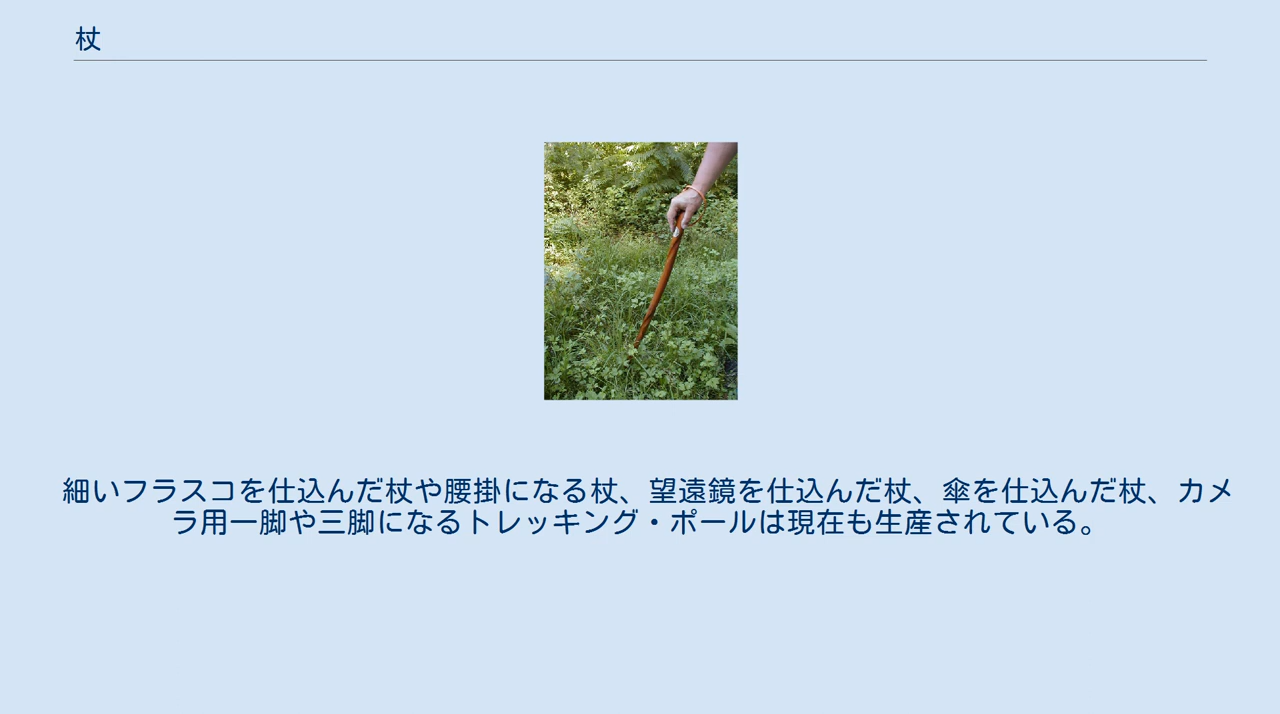 杖
細いフラスコを仕込んだ杖や腰掛になる杖、望遠鏡を仕込んだ杖、傘を仕込んだ杖、カメ
ラ用一脚や三脚になるトレッキング・ポールは現在も生産されている。